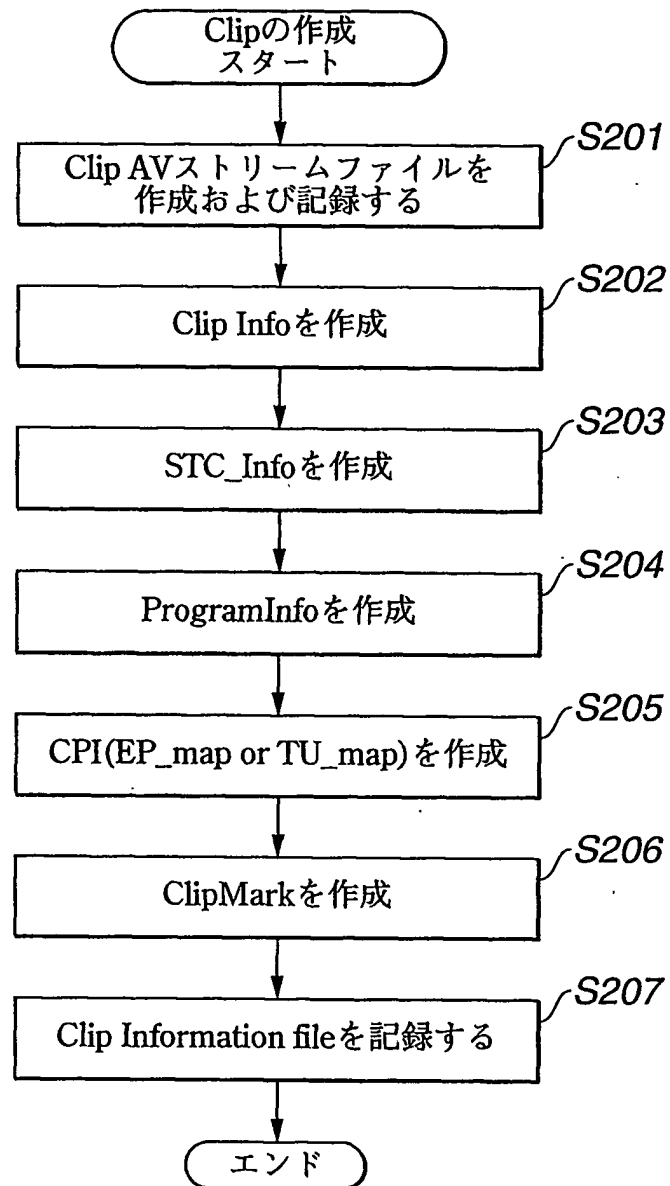 Clipの作成
スタート
S201
Clip AVストリームファイルを
作成および記録する
S202
Clip Infoを作成
S203
STC_Infoを作成
S204
ProgramInfoを作成
S205
CPI(EP_map or TU_map)を作成
S206
ClipMarkを作成
S207
Clip Information fileを記録する
エンド